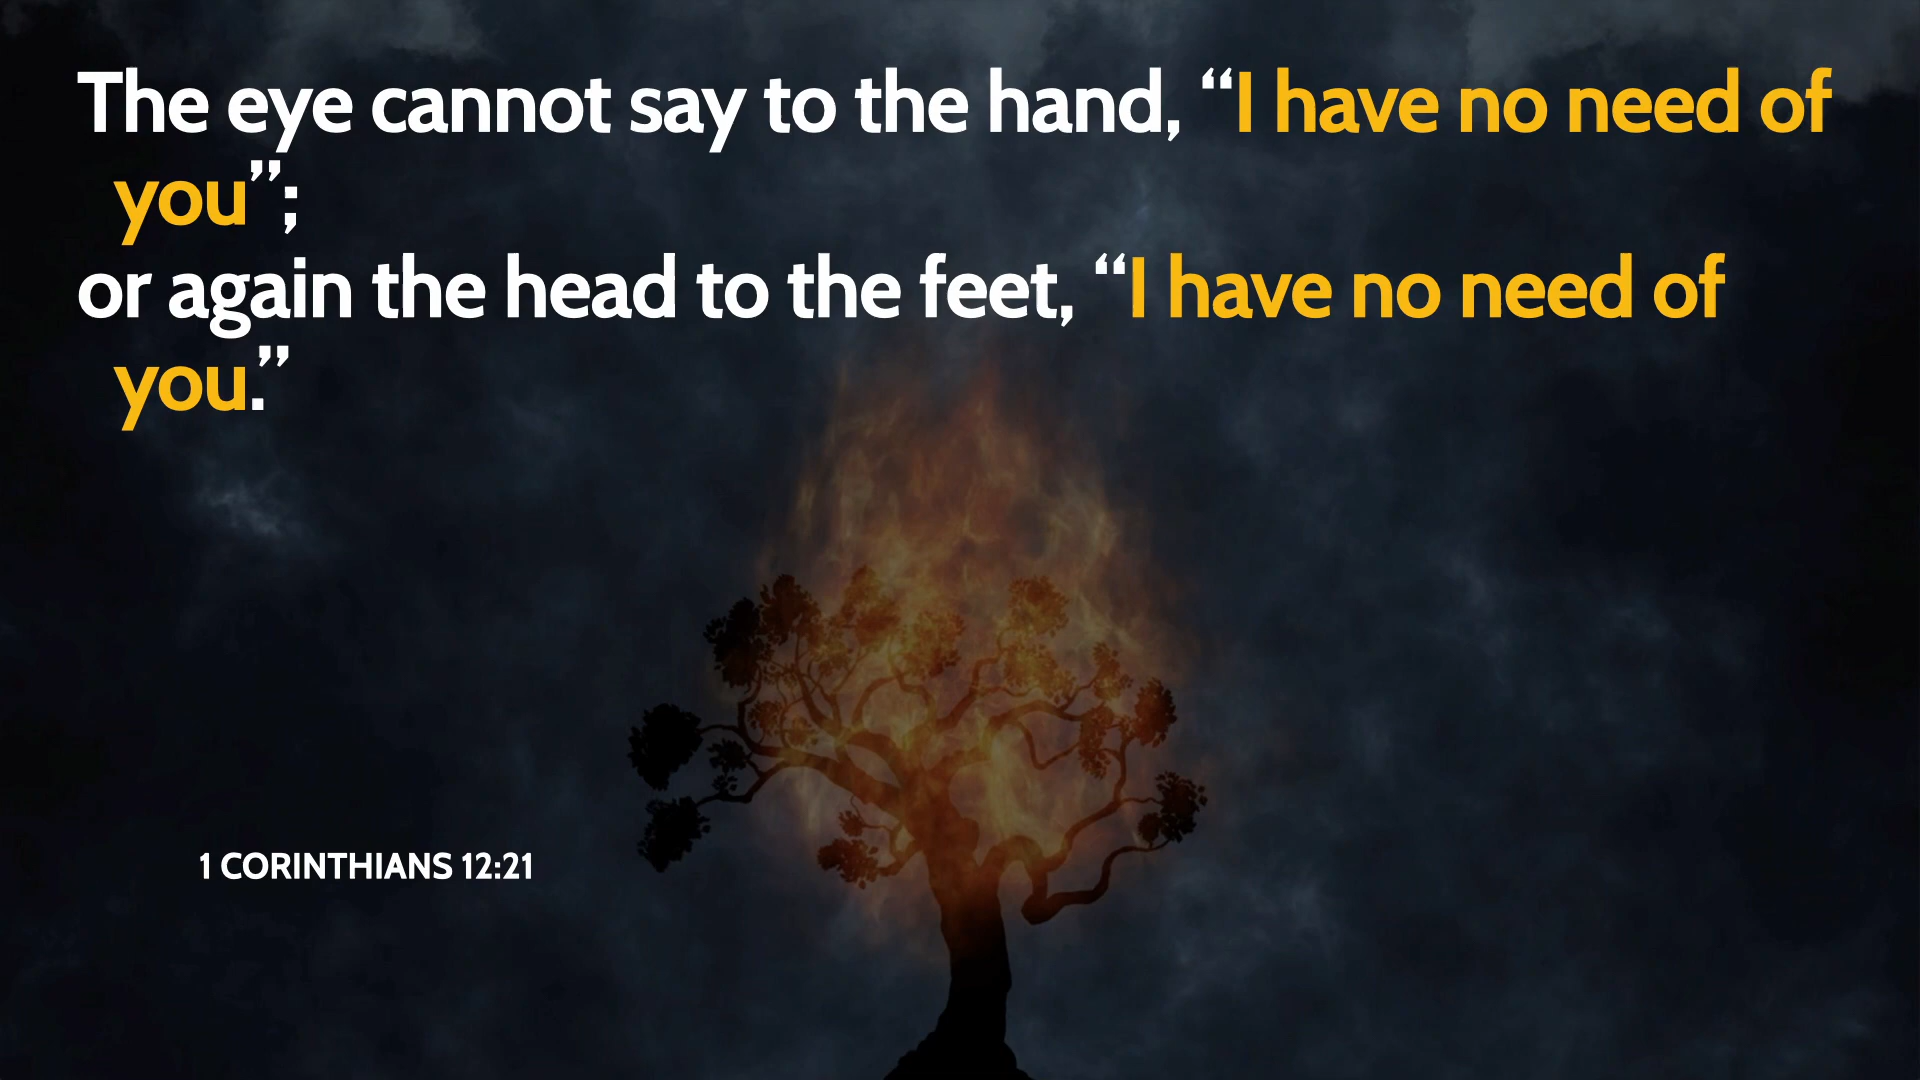 The eye cannot say to the hand, “I have no need of
you”;
or again the head to the feet, “I have no need of
you.”
1 CORINTHIANS 12:21